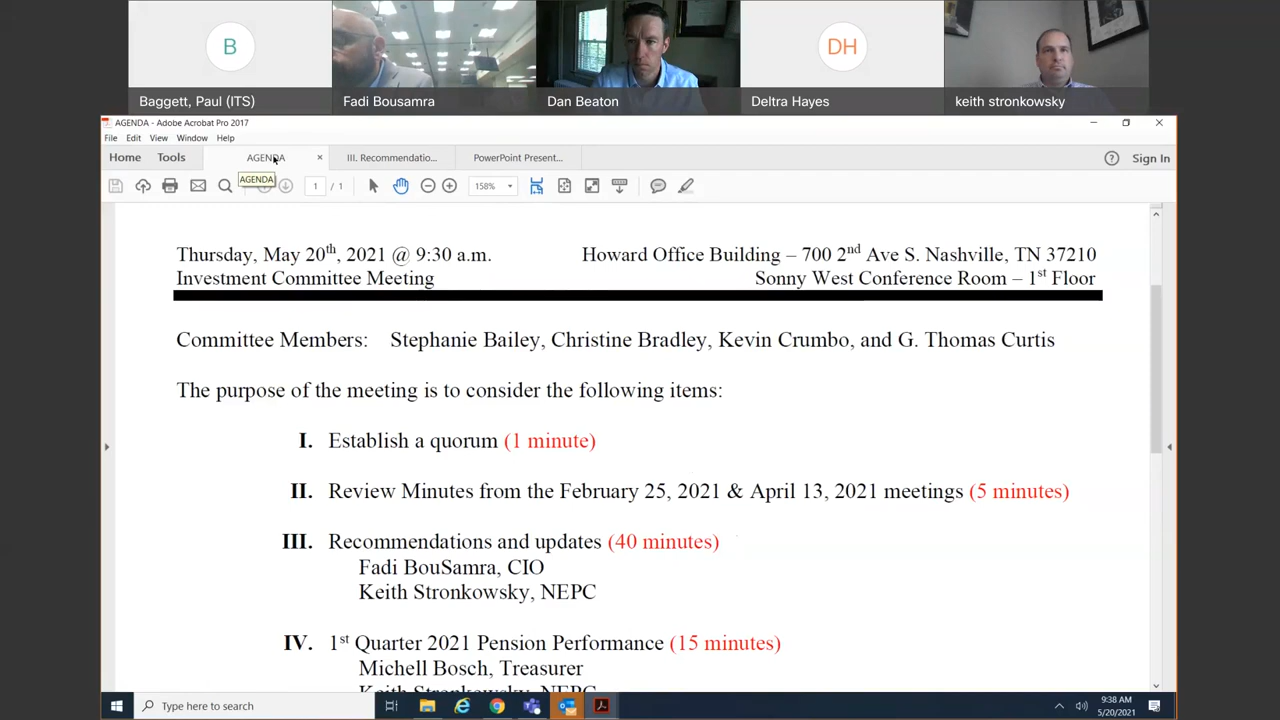 B
DH
Baggett, Paul (ITS)
Fadi Bousamra
Dan Beaton
Deltra Hayes
keith stronkowsky
AGENDA - Adobe Acrobat Pro 2017
File Edit View Window Help
Home Tools AGENDA × III. Recommendatio... PowerPoint Present... Sign In
AGENDA
1 / 1 158%
Thursday, May 20th, 2021 @ 9:30 a.m. Howard Office Building – 700 2nd Ave S. Nashville, TN 37210
Investment Committee Meeting Sonny West Conference Room – 1st Floor
Committee Members: Stephanie Bailey, Christine Bradley, Kevin Crumbo, and G. Thomas Curtis
The purpose of the meeting is to consider the following items:
I. Establish a quorum (1 minute)
II. Review Minutes from the February 25, 2021 & April 13, 2021 meetings (5 minutes)
III. Recommendations and updates (40 minutes)
Fadi BouSamra, CIO
Keith Stronkowsky, NEPC
IV. 1st Quarter 2021 Pension Performance (15 minutes)
Michell Bosch, Treasurer
Keith Stronkowsky, NEPC
Type here to search
9:38 AM
5/20/2021